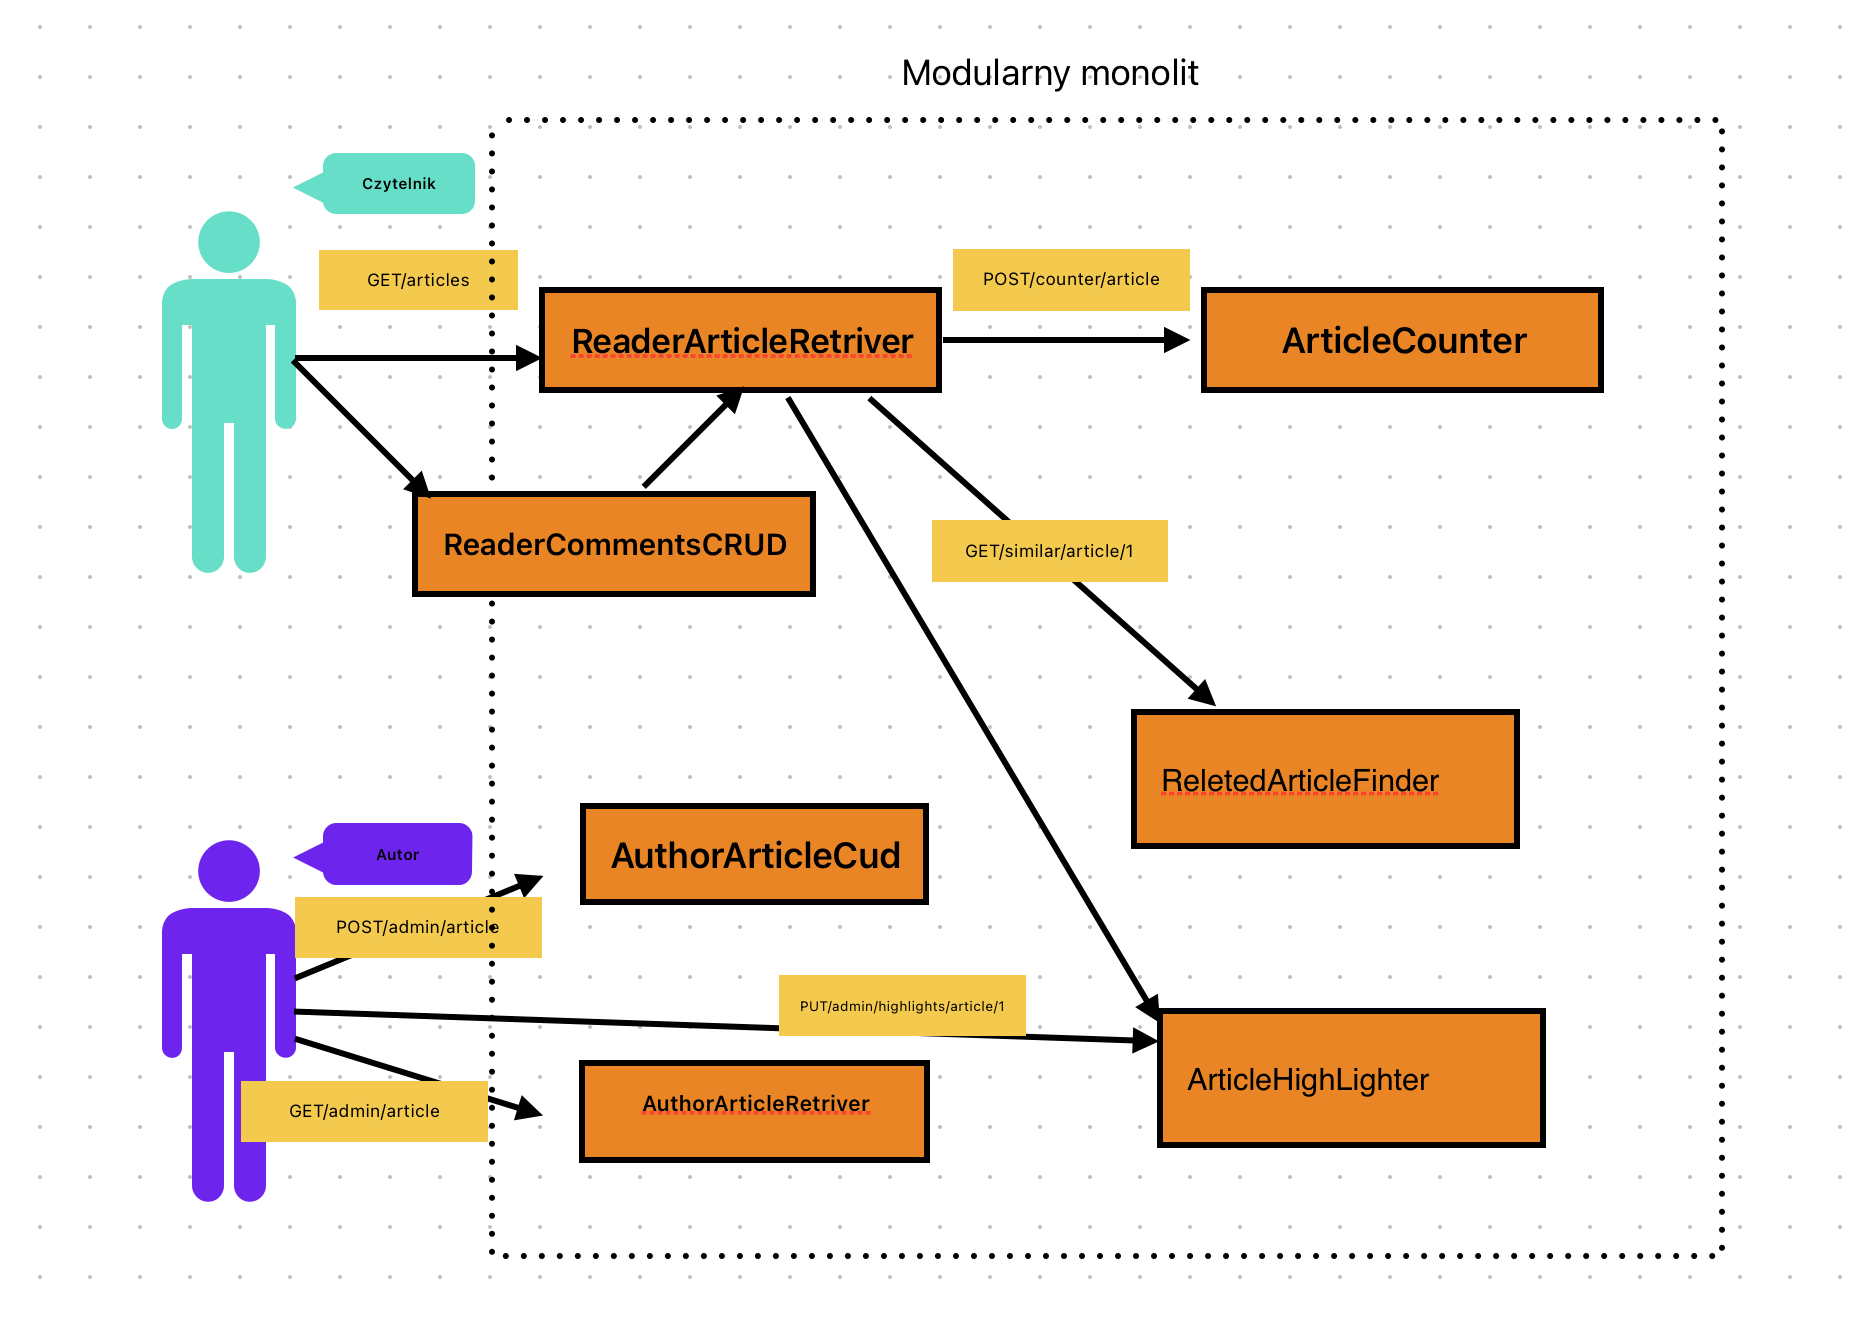 Modularny monolit
Czytelnik
GET/articles
POST/counter/article
ReaderArticleRetriver
ArticleCounter
ReaderCommentsCRUD
GET/similar/article/1
ReletedArticleFinder
AuthorArticleCud
Autor
POST/admin/article
PUT/admin/highlights/article/1
ArticleHighLighter
AuthorArticleRetriver
GET/admin/article